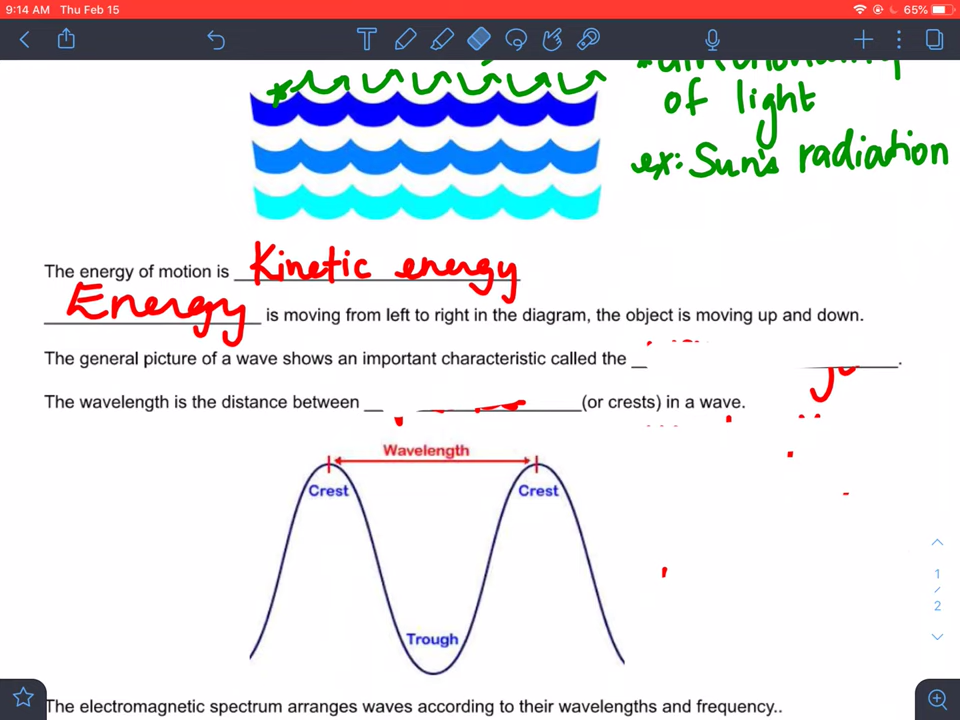 9:14 AM Thu Feb 15
65%
of light
ex: Sun's radiation
The energy of motion is Kinetic energy
Energy is moving from left to right in the diagram, the object is moving up and down.
The general picture of a wave shows an important characteristic called the .
The wavelength is the distance between (or crests) in a wave.
Wavelength
Crest Crest
Trough
1
/
2
The electromagnetic spectrum arranges waves according to their wavelengths and frequency..